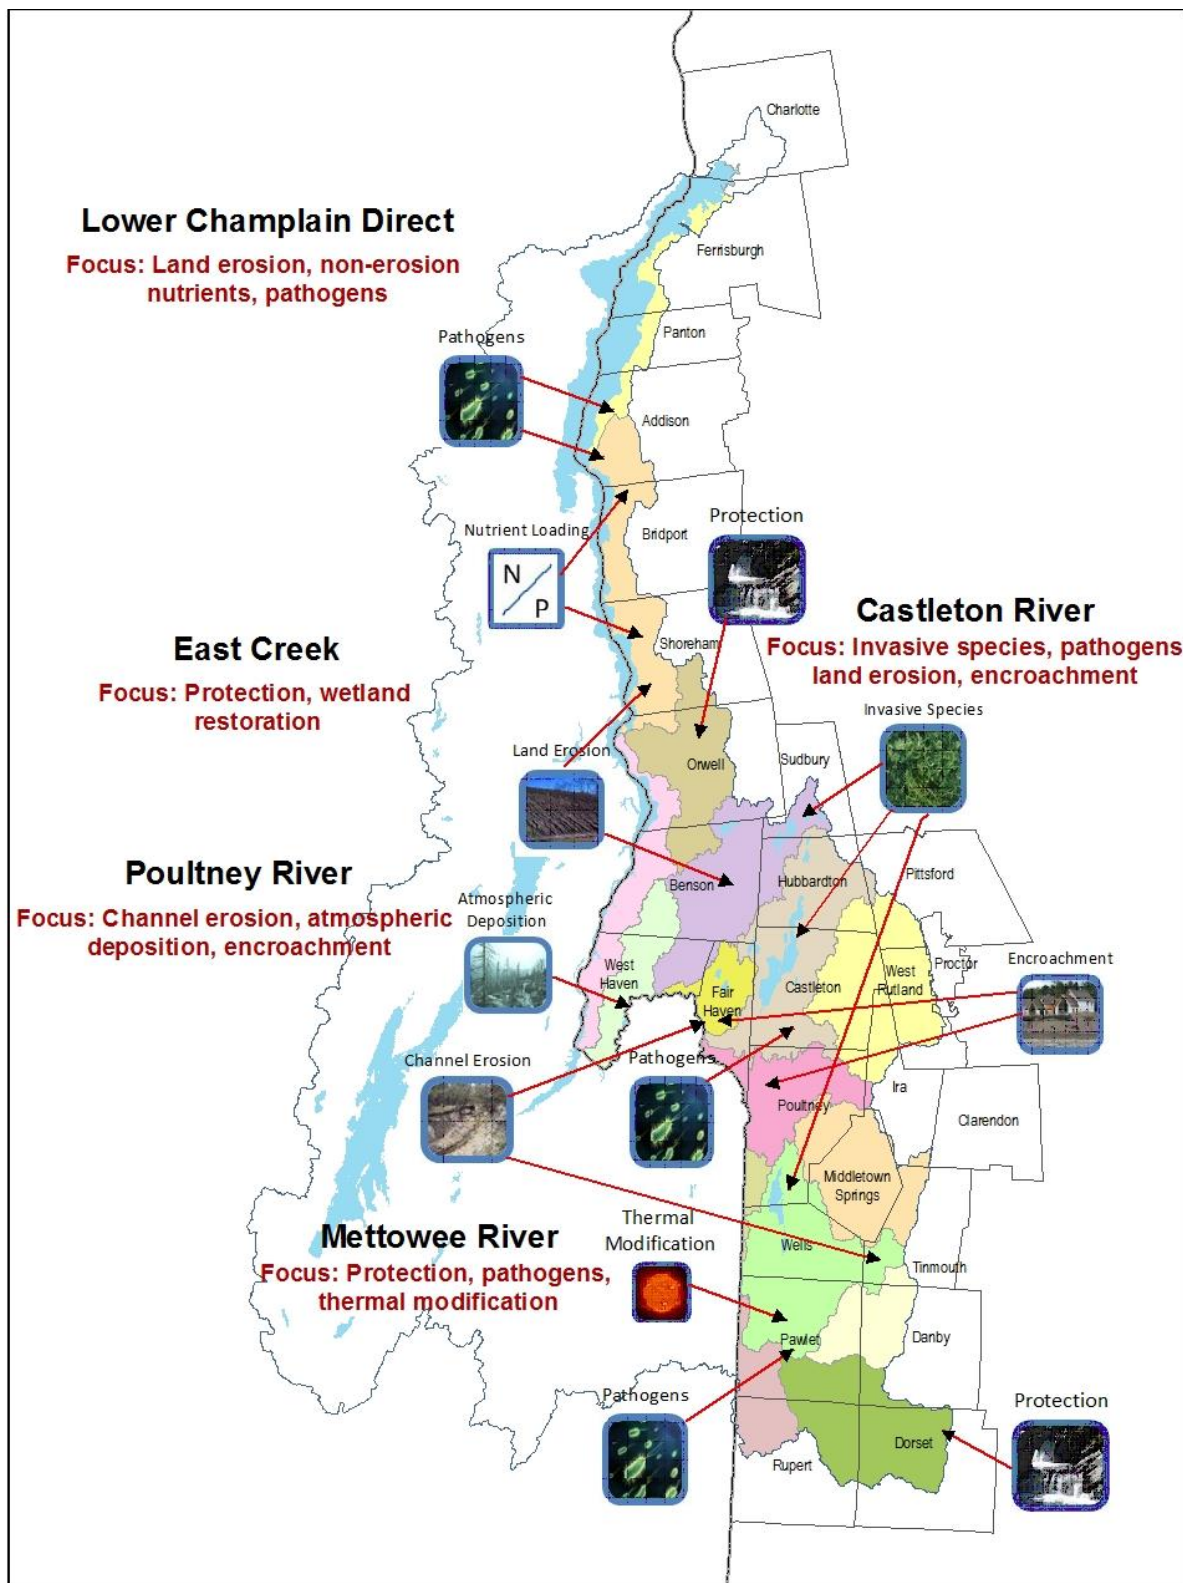 Charlotte
Lower Champlain Direct
Focus: Land erosion, non-erosion
nutrients, pathogens
Ferrisburgh
Panton
Pathogens
Addison
Nutrient Loading
N
P
Bridport
Protection
Castleton River
Focus: Invasive species, pathogens
land erosion, encroachment
East Creek
Focus: Protection, wetland
restoration
Shoreham
Invasive Species
Land Erosion
Orwell
Sudbury
Poultney River
Focus: Channel erosion, atmospheric
deposition, encroachment
Atmospheric
Deposition
Benson
Hubbardton
Pittsford
West
Haven
Fair
Haven
Castleton
West
Rutland
Proctor
Encroachment
Channel Erosion
Pathogens
Poultney
Ira
Clarendon
Middletown
Springs
Mettowee River
Focus: Protection, pathogens,
thermal modification
Thermal
Modification
Wells
Tinmouth
Pawlet
Danby
Pathogens
Protection
Dorset
Rupert